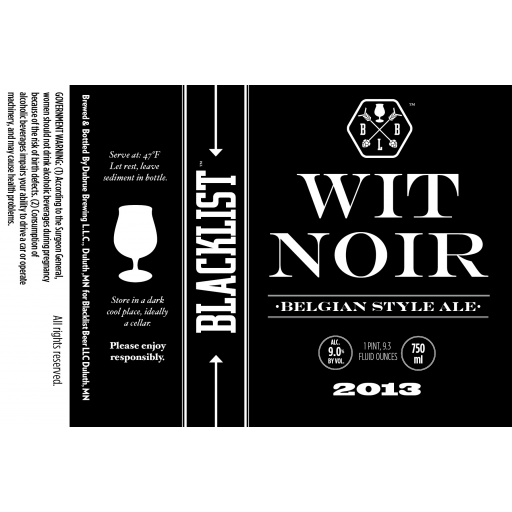 GOVERNMENT WARNING: (1) According to the Surgeon General,
women should not drink alcoholic beverages during pregnancy
because of the risk of birth defects. (2) Consumption of
alcoholic beverages impairs your ability to drive a car or operate
machinery, and may cause health problems.
All rights reserved.
Brewed & Bottled By Dubrue Brewing L.L.C., Duluth, MN for Blacklist Beer LLC Duluth, MN
Serve at: 47°F
Let rest, leave
sediment in bottle.
Store in a dark
cool place, ideally
a cellar.
Please enjoy
responsibly.
BLACKLIST™
B B
L
™
WIT
NOIR
·BELGIAN STYLE ALE·
ALC.
9.0%
BY VOL.
1 PINT, 9.3
FLUID OUNCES
750
ml
2013